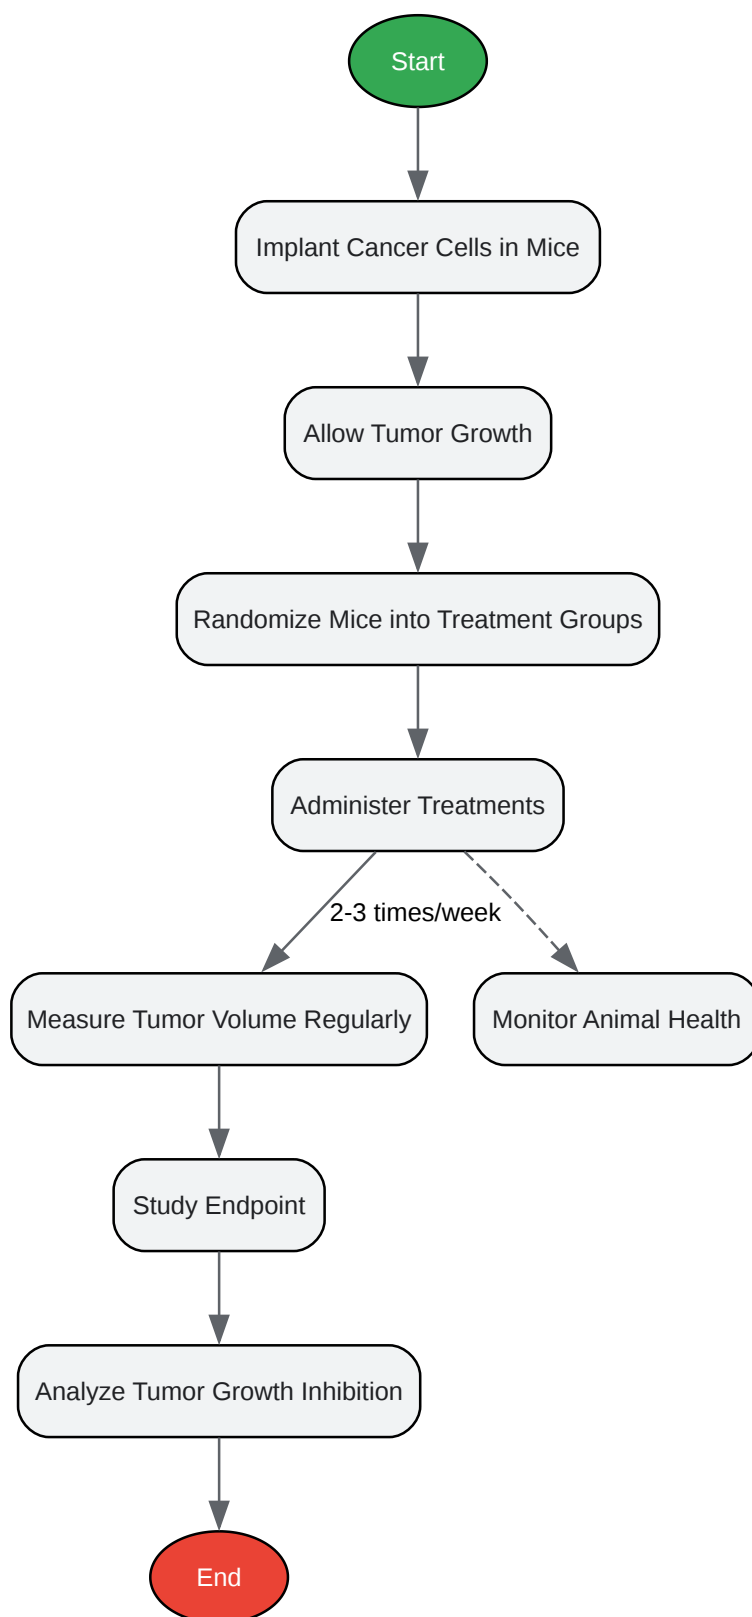 Start
Implant Cancer Cells in Mice
Allow Tumor Growth
Randomize Mice into Treatment Groups
Administer Treatments
2-3 times/week
Measure Tumor Volume Regularly
Monitor Animal Health
Study Endpoint
Analyze Tumor Growth Inhibition
End